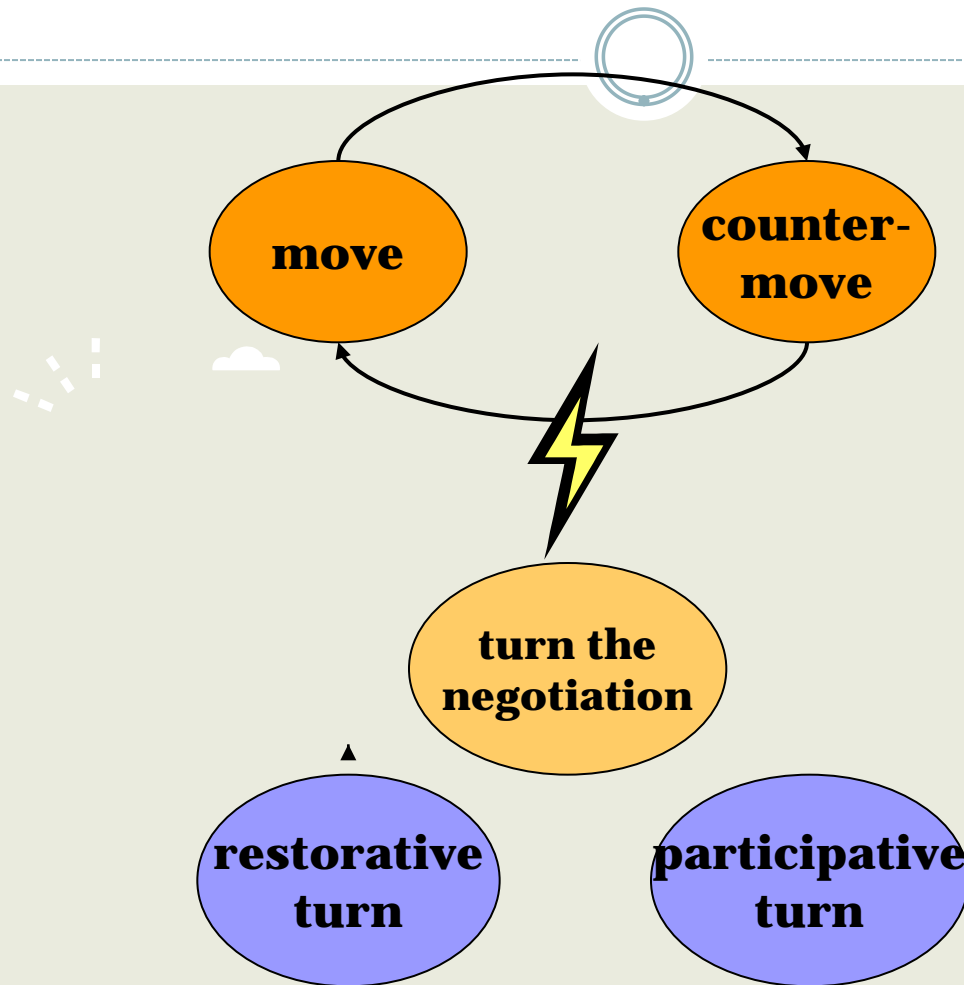 move
counter-
move
turn the
negotiation
restorative
turn
participative
turn